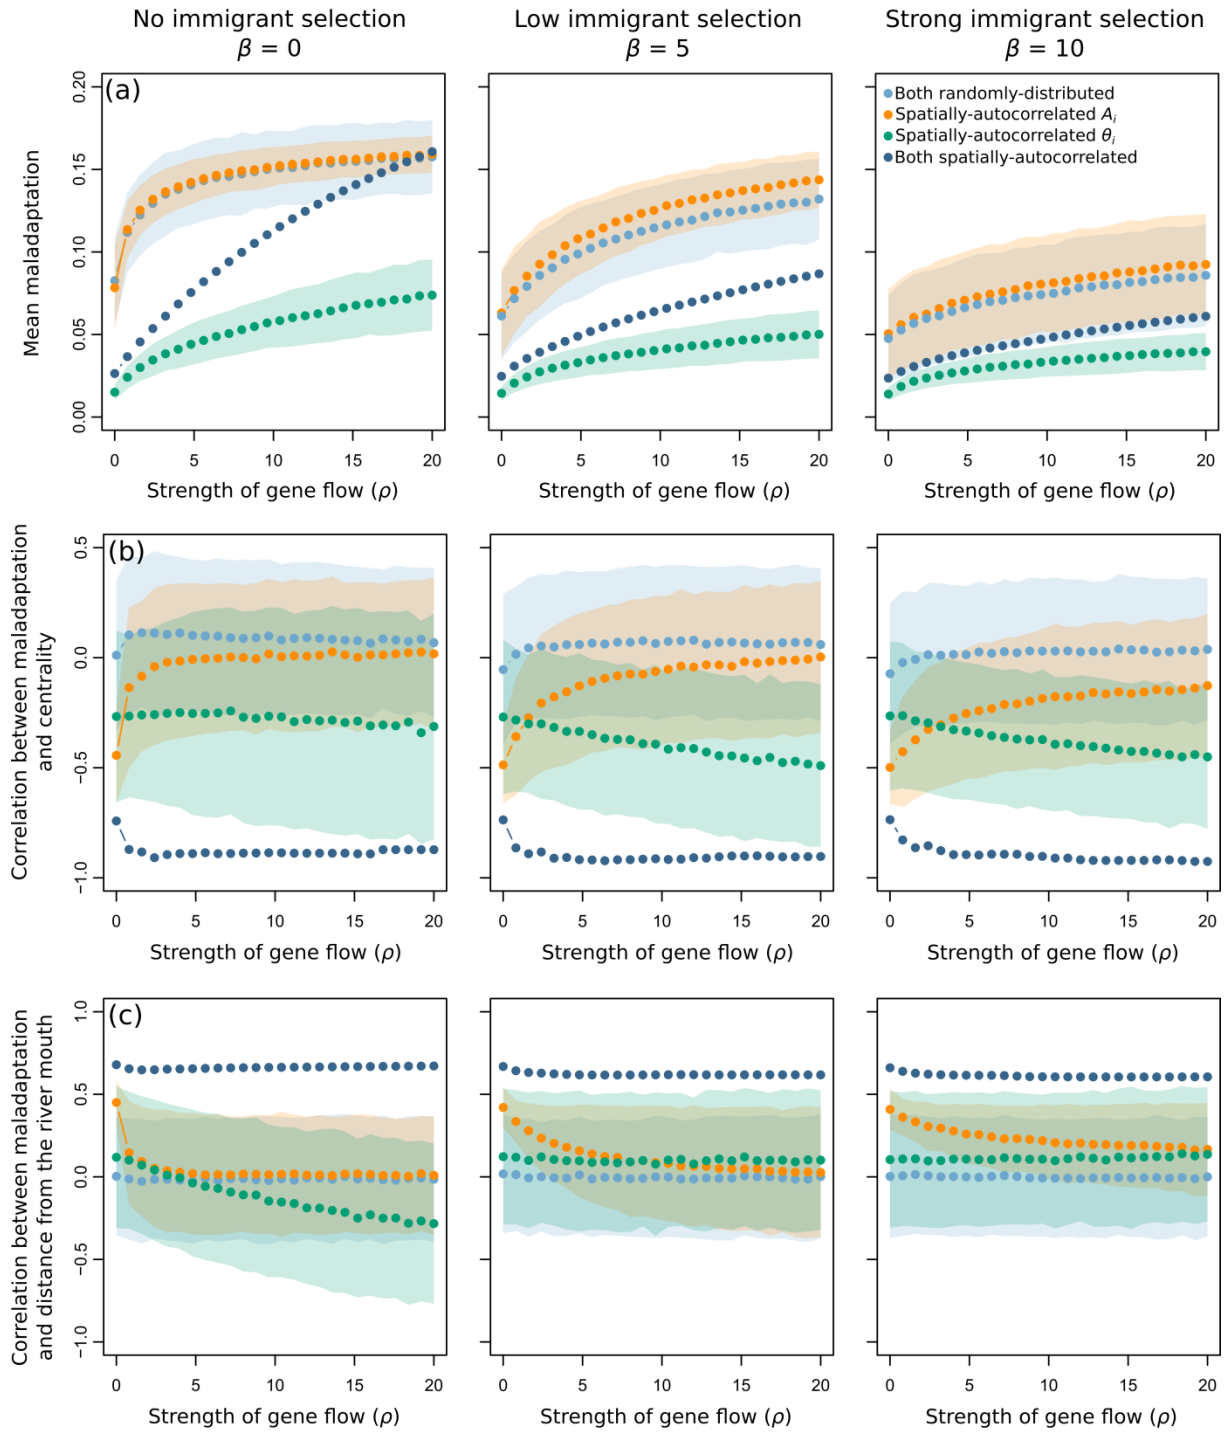 No immigrant selection
β = 0
Low immigrant selection
β = 5
Strong immigrant selection
β = 10
(a)
Mean maladaptation
0.00
0.05
0.10
0.15
0.20
Both randomly-distributed
Spatially-autocorrelated Ai
Spatially-autocorrelated θi
Both spatially-autocorrelated
0 5 10 15 20
0 5 10 15 20
0 5 10 15 20
Strength of gene flow (ρ)
Strength of gene flow (ρ)
Strength of gene flow (ρ)
(b)
Correlation between maladaptation
and centrality
−1.0
−0.5
0.0
0.5
0 5 10 15 20
0 5 10 15 20
0 5 10 15 20
Strength of gene flow (ρ)
Strength of gene flow (ρ)
Strength of gene flow (ρ)
(c)
Correlation between maladaptation
and distance from the river mouth
−1.0
−0.5
0.0
0.5
1.0
0 5 10 15 20
0 5 10 15 20
0 5 10 15 20
Strength of gene flow (ρ)
Strength of gene flow (ρ)
Strength of gene flow (ρ)